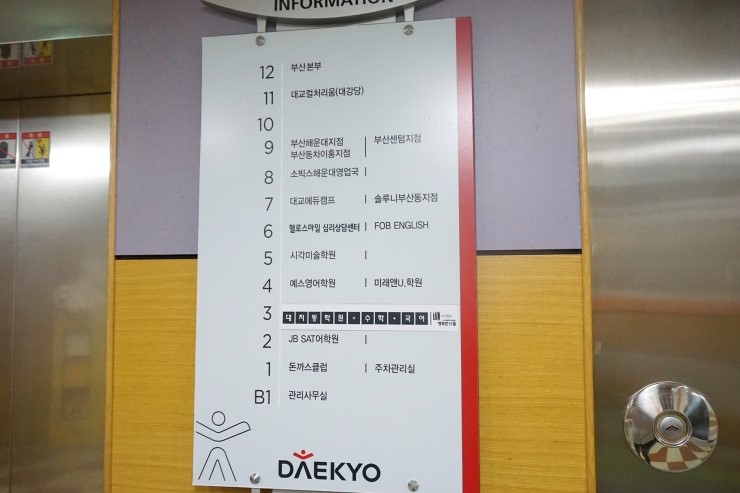 INFORMATION
12 부산본부
11 대교컬처리움(대강당)
10
9 부산해운대지점 | 부산센텀지점
부산동차이홍지점
8 소빅스해운대영업국 |
7 대교에듀캠프 | 솔루니부산동지점
6 헬로스마일 심리상담센터 | FOB ENGLISH
5 시각미술학원 |
4 예스영어학원 | 미래앤U.학원
3 대치동학원+수학+국어
2 JB SAT어학원 |
1 돈까스클럽 | 주차관리실
B1 관리사무실
DAEKYO